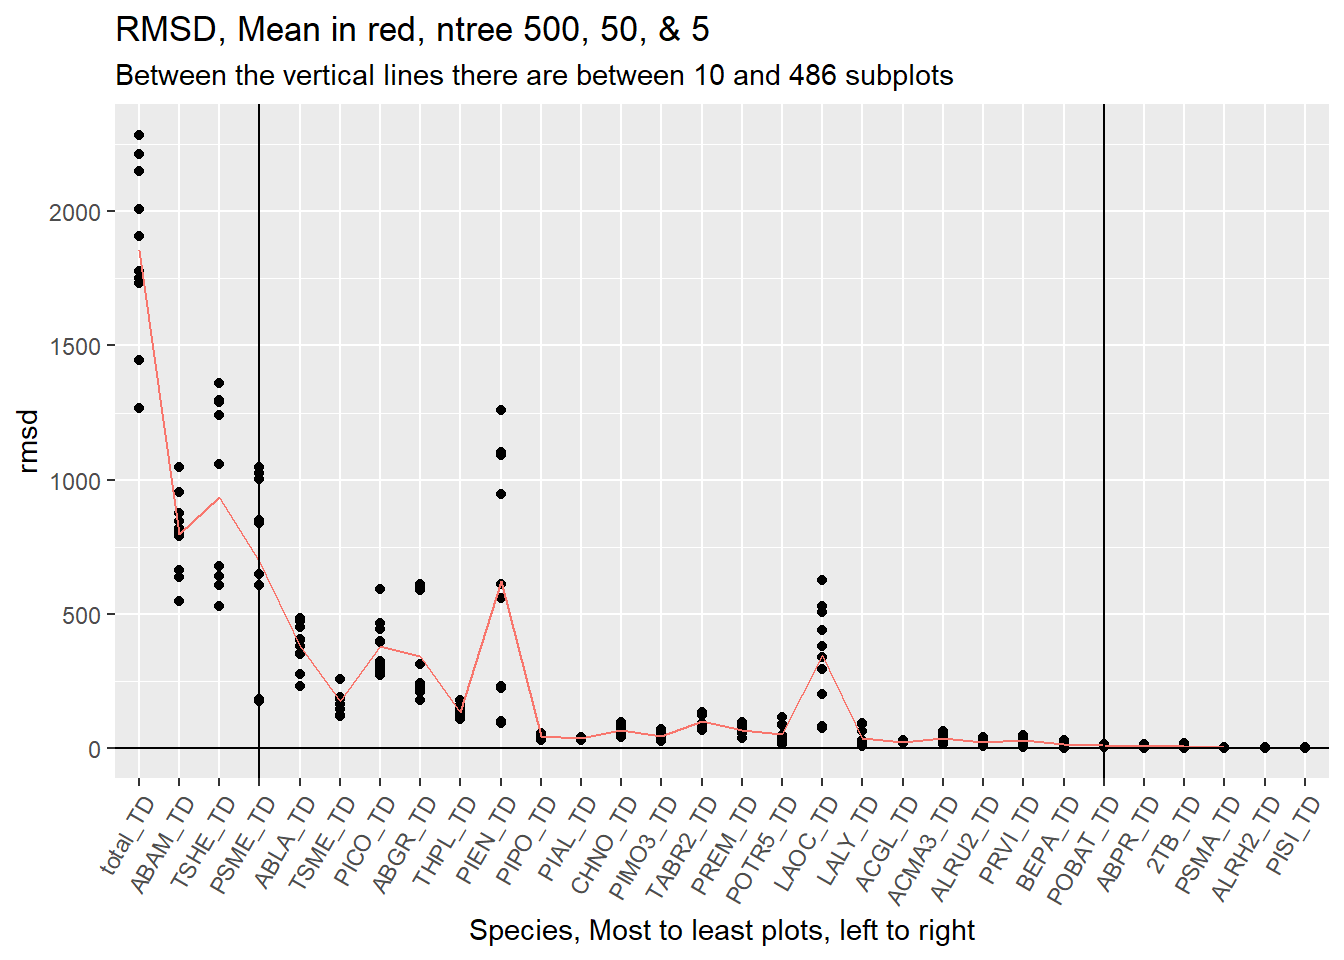 RMSD, Mean in red, ntree 500, 50, & 5
Between the vertical lines there are between 10 and 486 subplots
2000
1500
1000
500
0
rmsd
total_TD
ABAM_TD
TSHE_TD
PSME_TD
ABLA_TD
TSME_TD
PICO_TD
ABGR_TD
THPL_TD
PIEN_TD
PIPO_TD
PIAL_TD
CHNO_TD
PIMO3_TD
TABR2_TD
PREM_TD
POTR5_TD
LAOC_TD
LALY_TD
ACGL_TD
ACMA3_TD
ALRU2_TD
PRVI_TD
BEPA_TD
POBAT_TD
ABPR_TD
2TB_TD
PSMA_TD
ALRH2_TD
PISI_TD
Species, Most to least plots, left to right